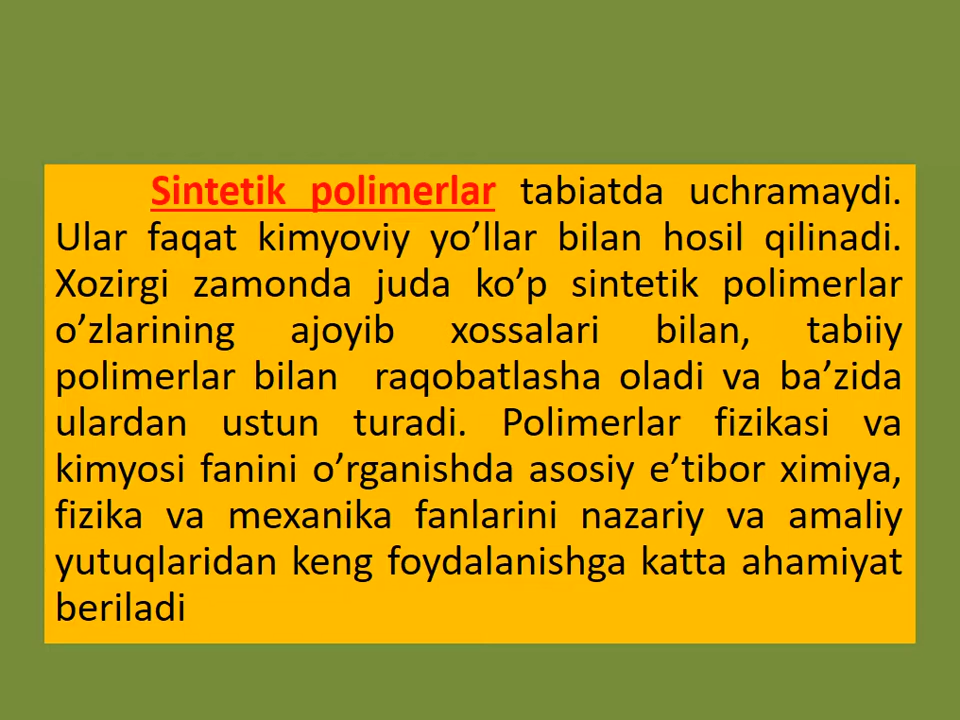 Sintetik polimerlar tabiatda uchramaydi.
Ular faqat kimyoviy yo’llar bilan hosil qilinadi.
Xozirgi zamonda juda ko’p sintetik polimerlar
o’zlarining ajoyib xossalari bilan, tabiiy
polimerlar bilan raqobatlasha oladi va ba’zida
ulardan ustun turadi. Polimerlar fizikasi va
kimyosi fanini o’rganishda asosiy e’tibor ximiya,
fizika va mexanika fanlarini nazariy va amaliy
yutuqlaridan keng foydalanishga katta ahamiyat
beriladi